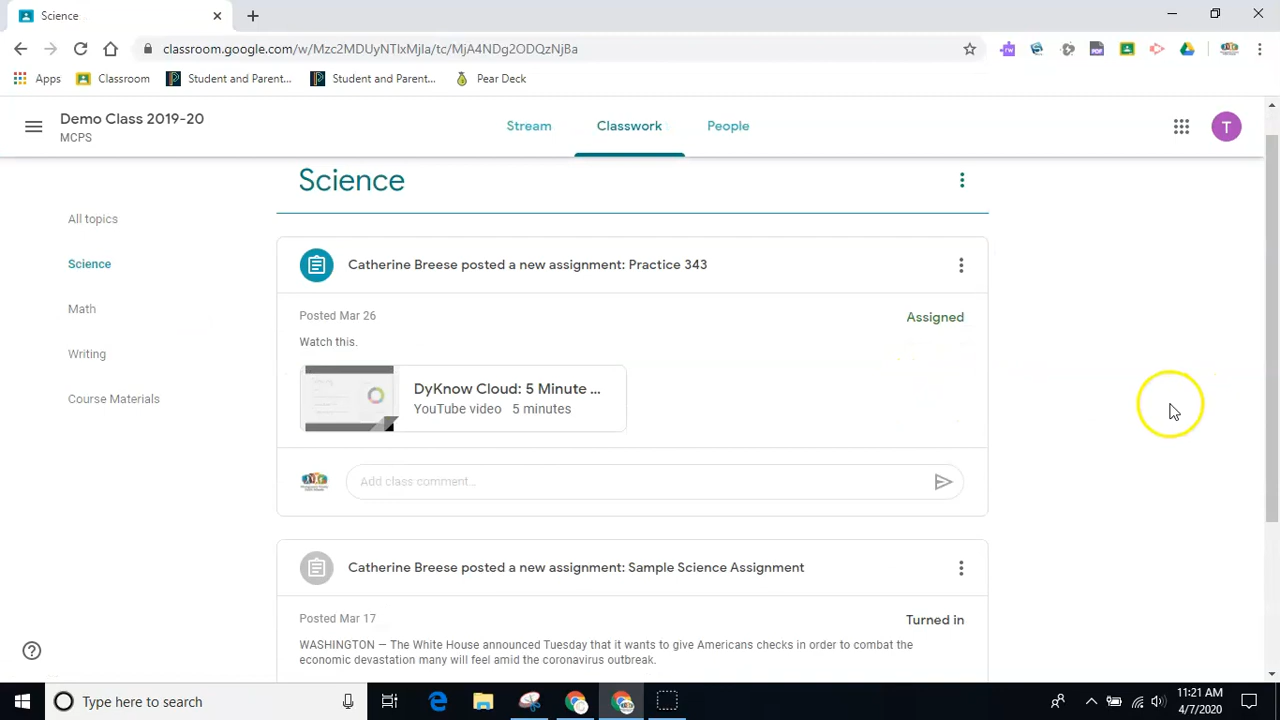 Science
classroom.google.com/w/Mzc2MDUyNTIxMjla/tc/MjA4NDg2ODQzNjBa
Apps
Classroom
Student and Parent...
Student and Parent...
Pear Deck
Demo Class 2019-20
MCPS
Stream
Classwork
People
T
All topics
Science
Math
Writing
Course Materials
Science
Catherine Breese posted a new assignment: Practice 343
Posted Mar 26
Assigned
Watch this.
DyKnow Cloud: 5 Minute ...
YouTube video 5 minutes
Add class comment...
Catherine Breese posted a new assignment: Sample Science Assignment
Posted Mar 17
Turned in
WASHINGTON — The White House announced Tuesday that it wants to give Americans checks in order to combat the
economic devastation many will feel amid the coronavirus outbreak.
Type here to search
11:21 AM
4/7/2020